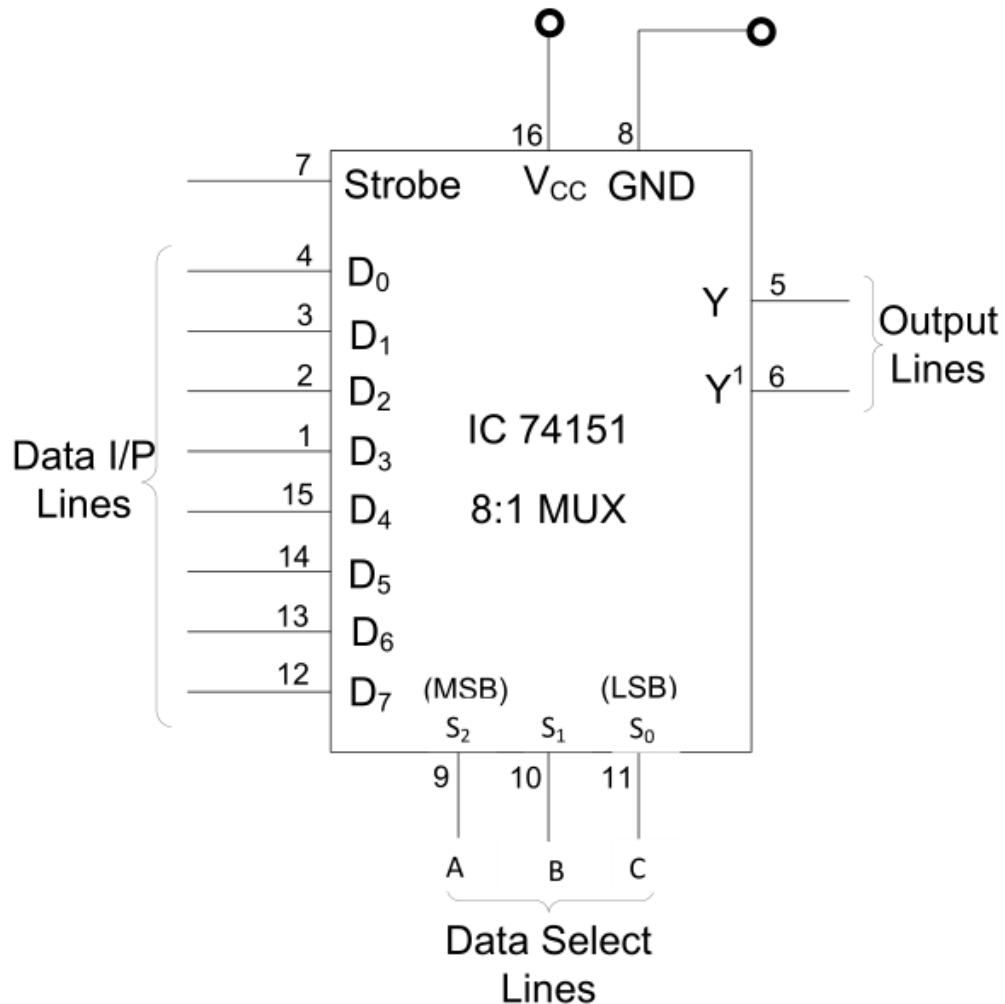 16 8
7 Strobe V_CC GND
4 D₀
3 D₁
2 D₂
1 D₃
15 D₄
14 D₅
13 D₆
12 D₇
Data I/P
Lines
IC 74151
8:1 MUX
Y 5
Y¹ 6
Output
Lines
(MSB) (LSB)
S₂ S₁ S₀
9 10 11
A B C
Data Select
Lines